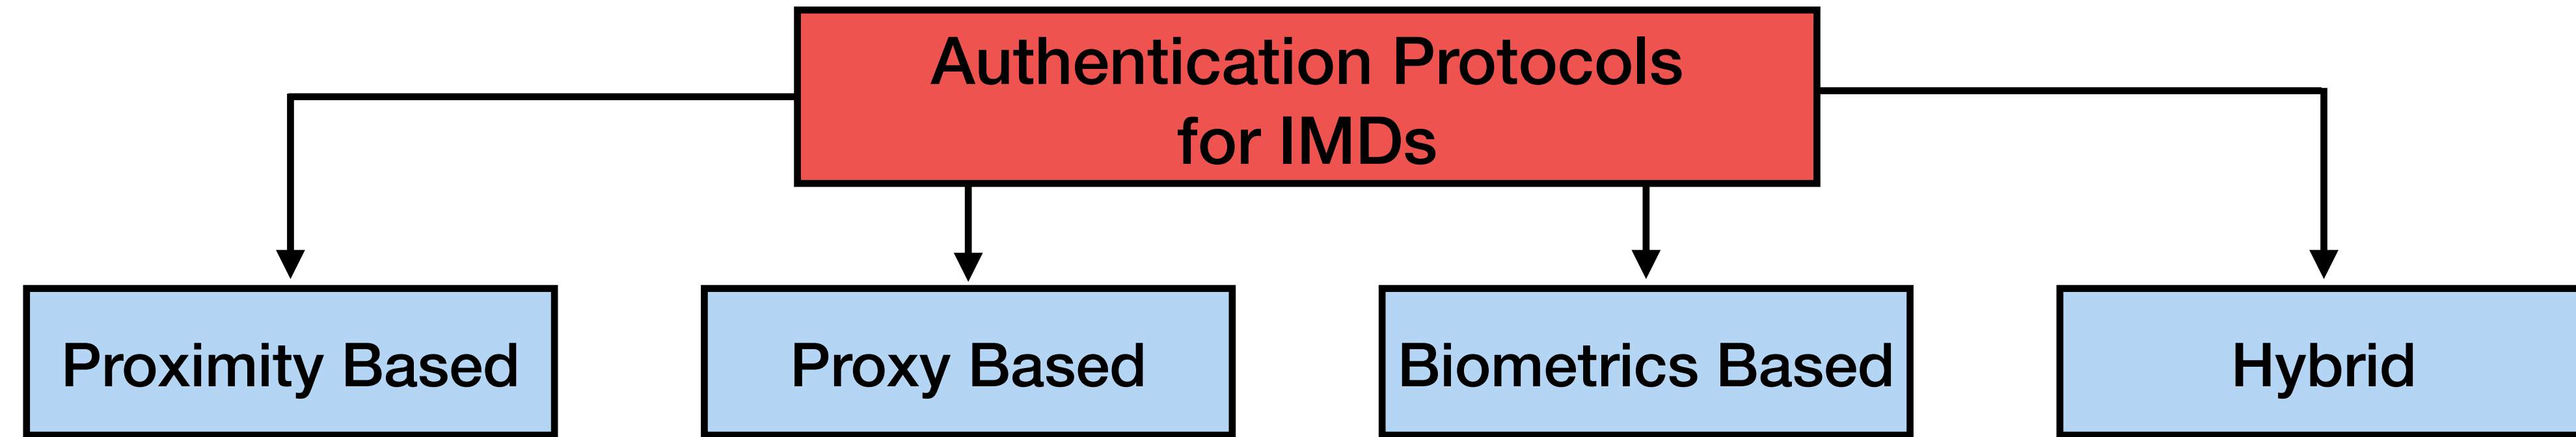 Authentication Protocols
for IMDs
Proximity Based
Proxy Based
Biometrics Based
Hybrid